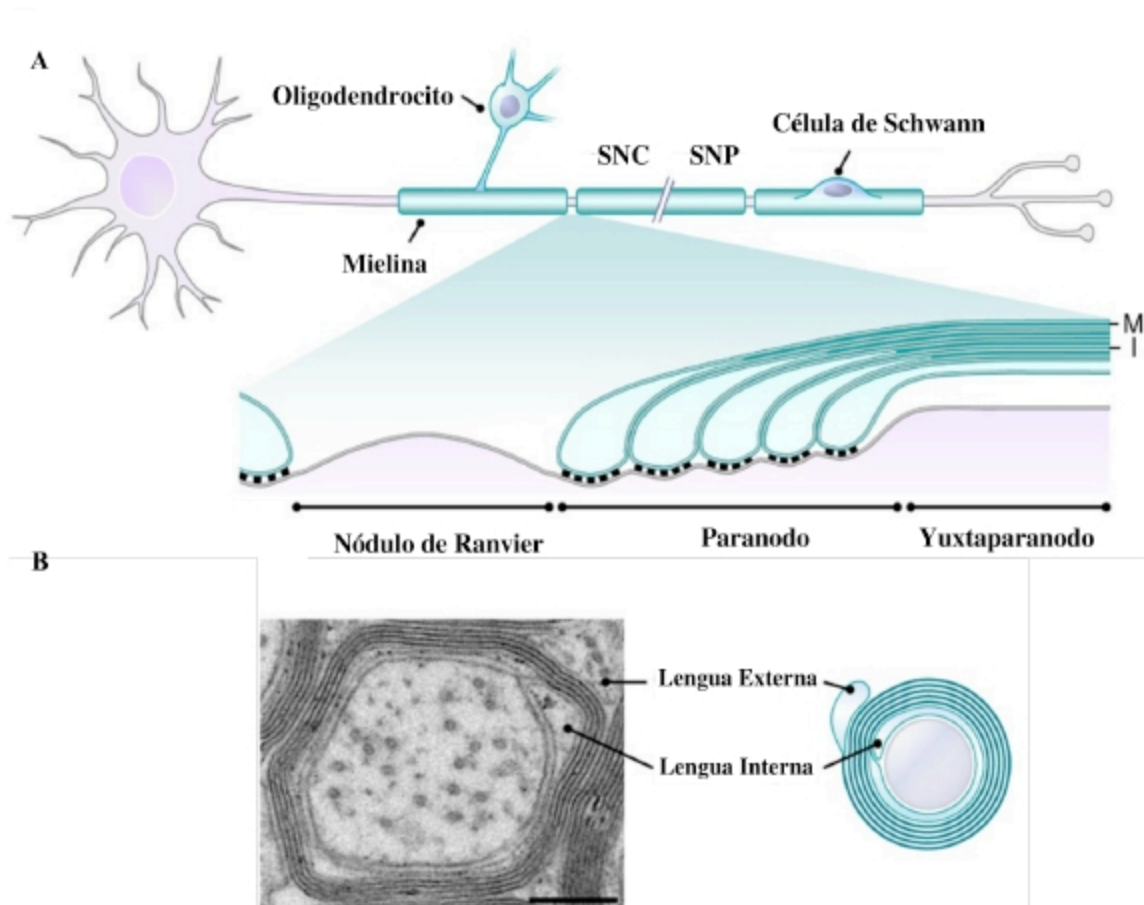 A
Oligodendrocito
Célula de Schwann
SNC
SNP
Mielina
M
I
Nódulo de Ranvier
Paranodo
Yuxtaparanodo
B
Lengua Externa
Lengua Interna